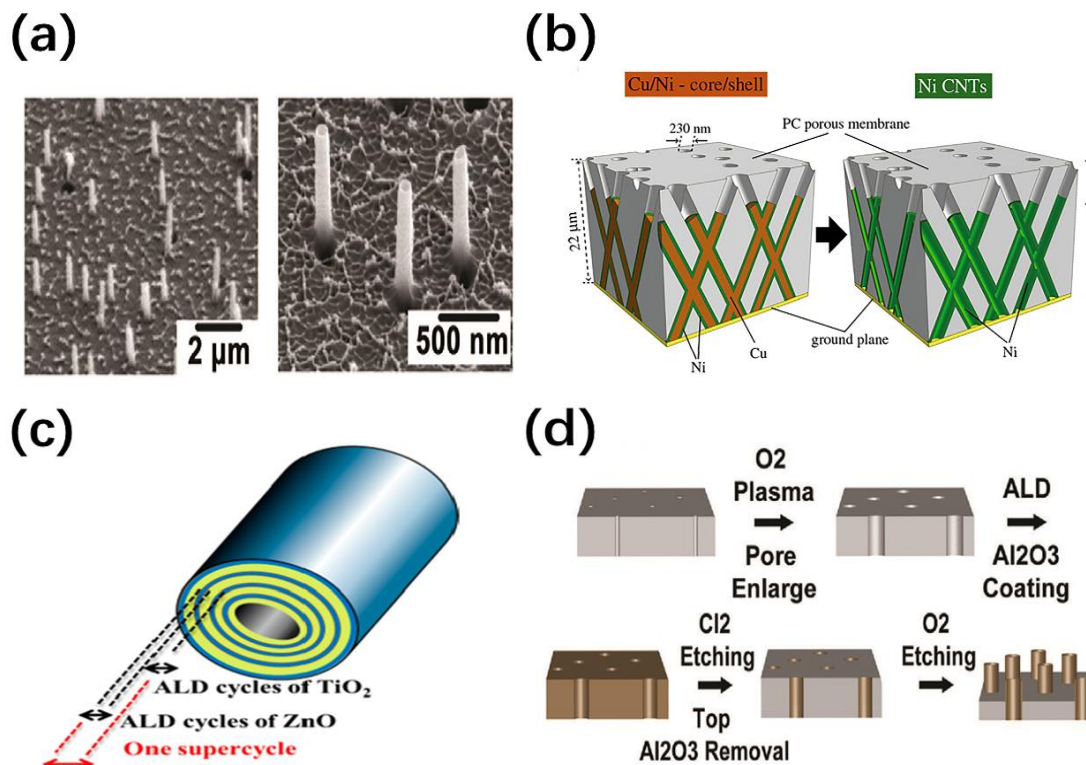 (a)
2 μm
500 nm
(b)
Cu/Ni - core/shell
Ni CNTs
230 nm
PC porous membrane
22 μm
ground plane
Ni
Cu
Ni
(c)
ALD cycles of TiO₂
ALD cycles of ZnO
One supercycle
(d)
O2
Plasma
Pore
Enlarge
ALD
Al2O3
Coating
Cl2
Etching
Top
Al2O3 Removal
O2
Etching